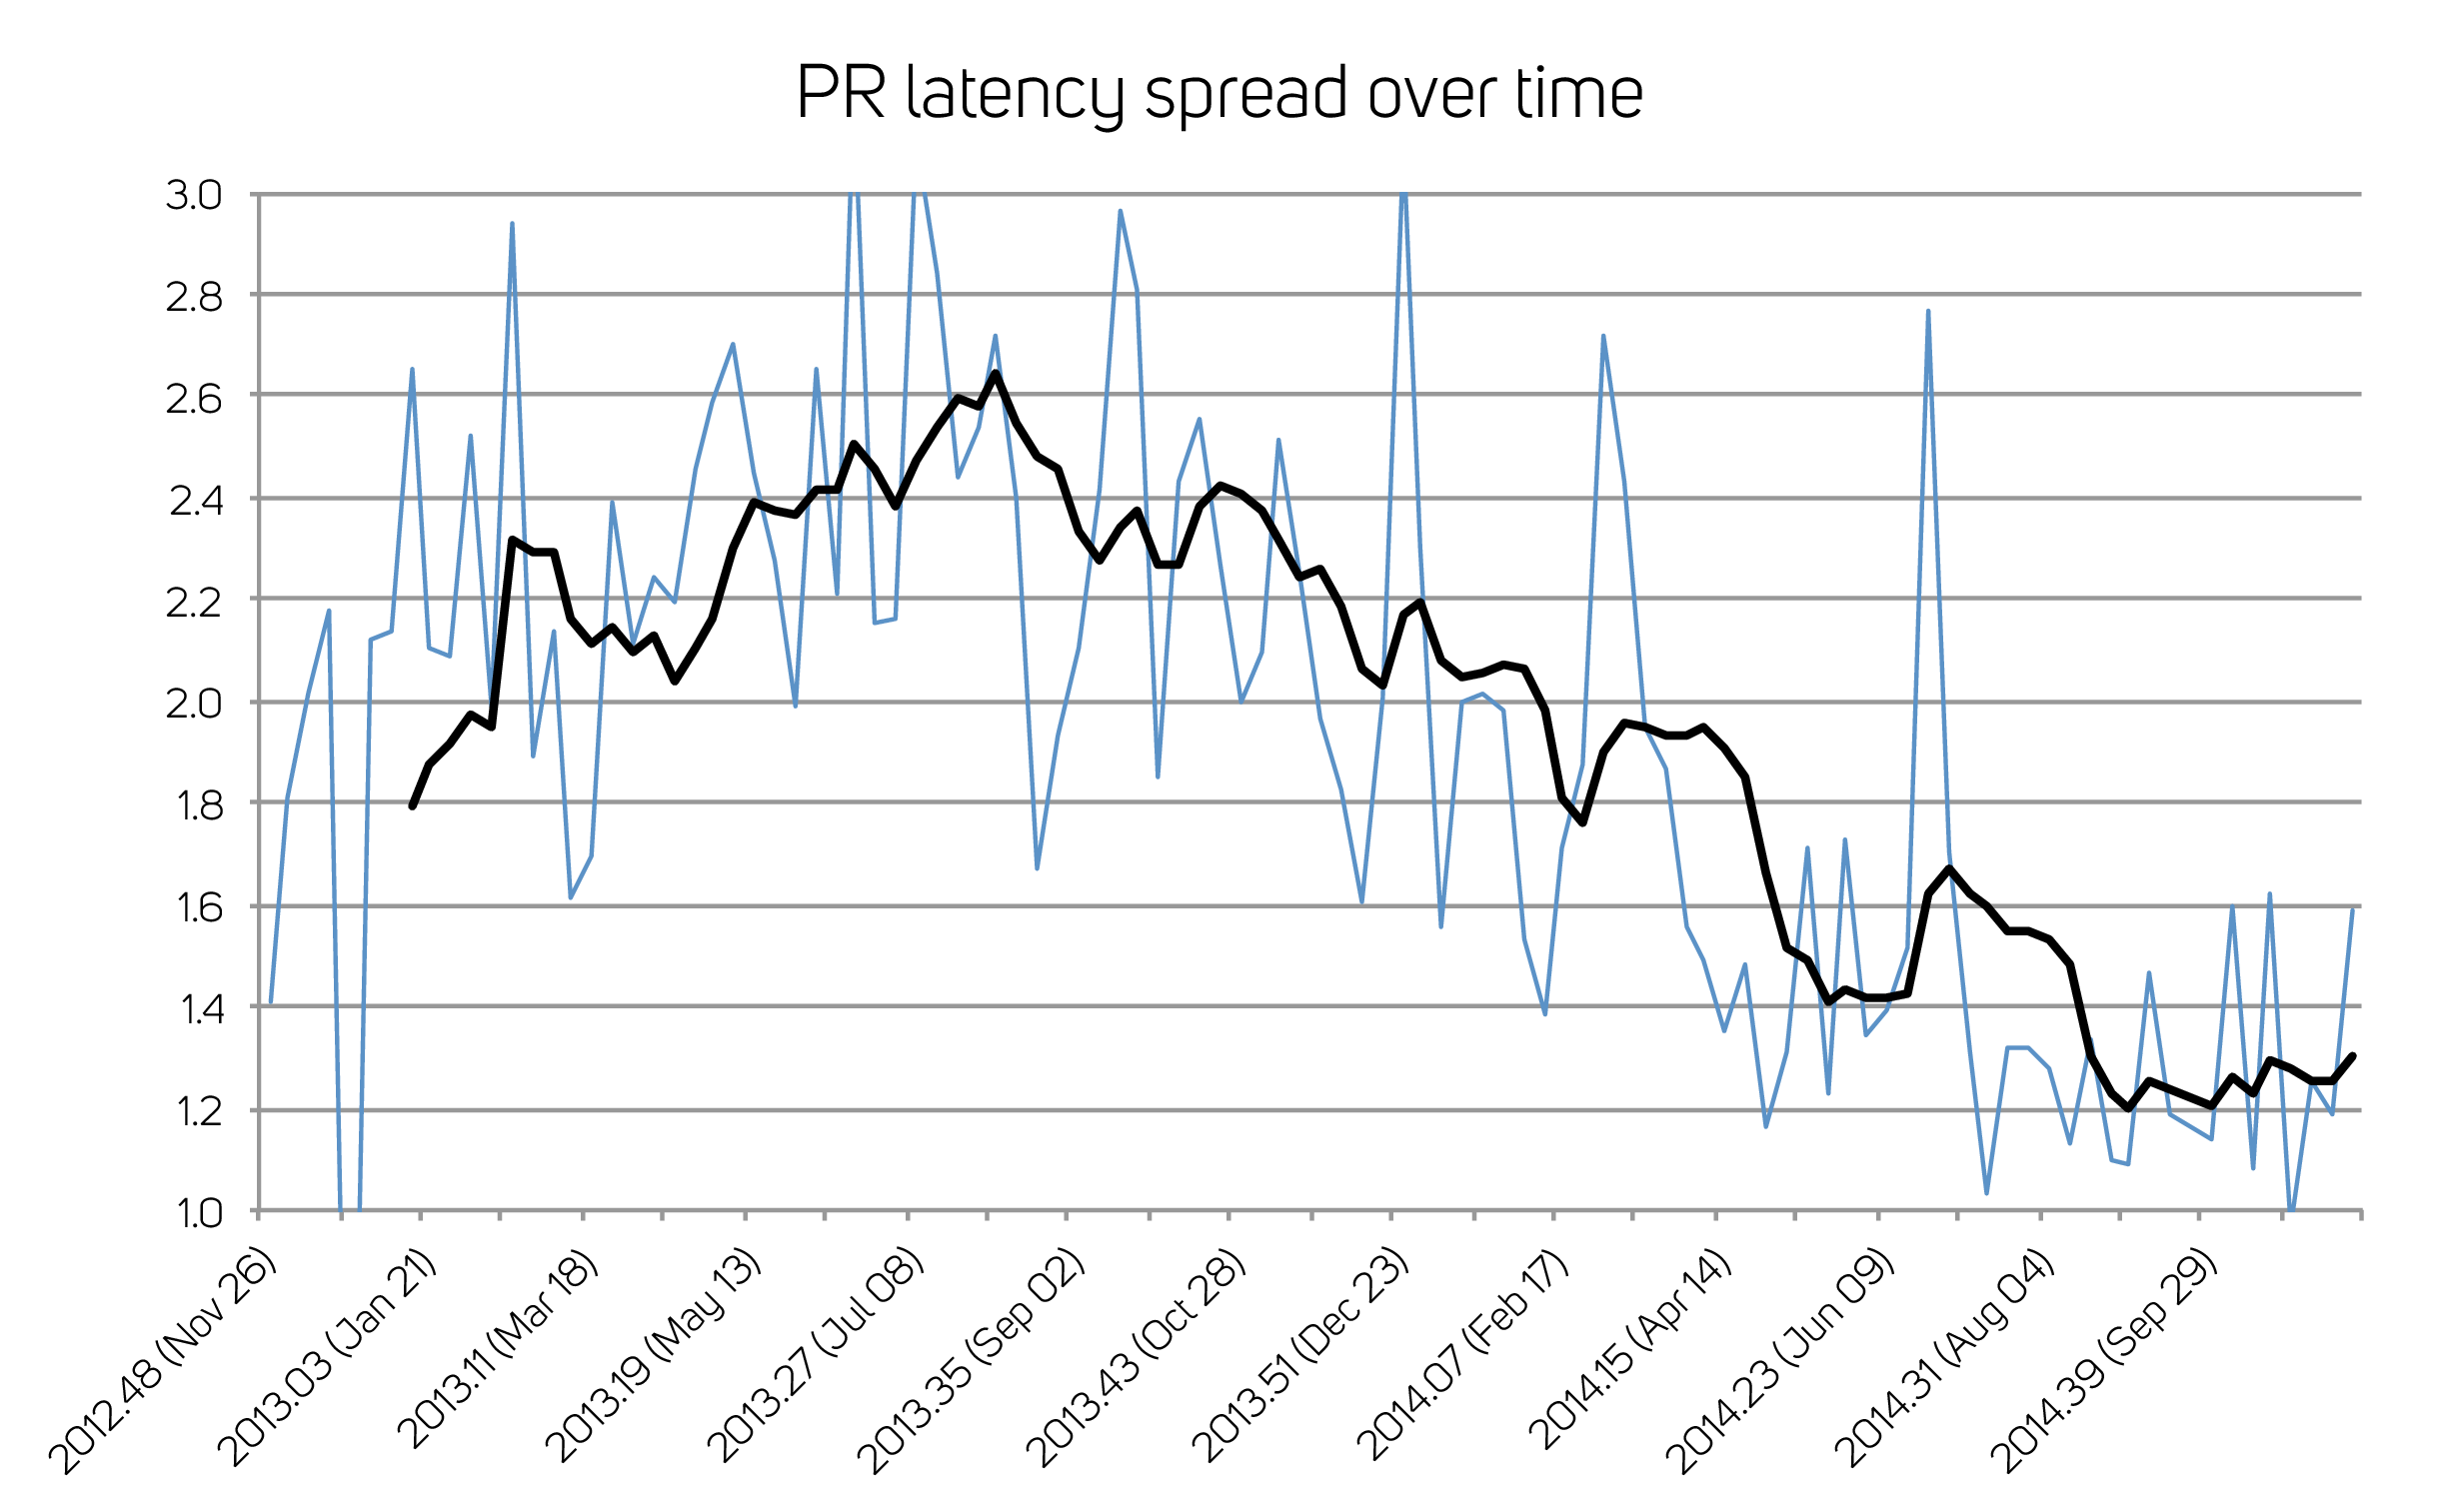 PR latency spread over time
3.0
2.8
2.6
2.4
2.2
2.0
1.8
1.6
1.4
1.2
1.0
2012.48 (Nov 26)
2013.03 (Jan 21)
2013.11 (Mar 18)
2013.19 (May 13)
2013.27 (Jul 08)
2013.35 (Sep 02)
2013.43 (Oct 28)
2013.51 (Dec 23)
2014.07 (Feb 17)
2014.15 (Apr 14)
2014.23 (Jun 09)
2014.31 (Aug 04)
2014.39 (Sep 29)